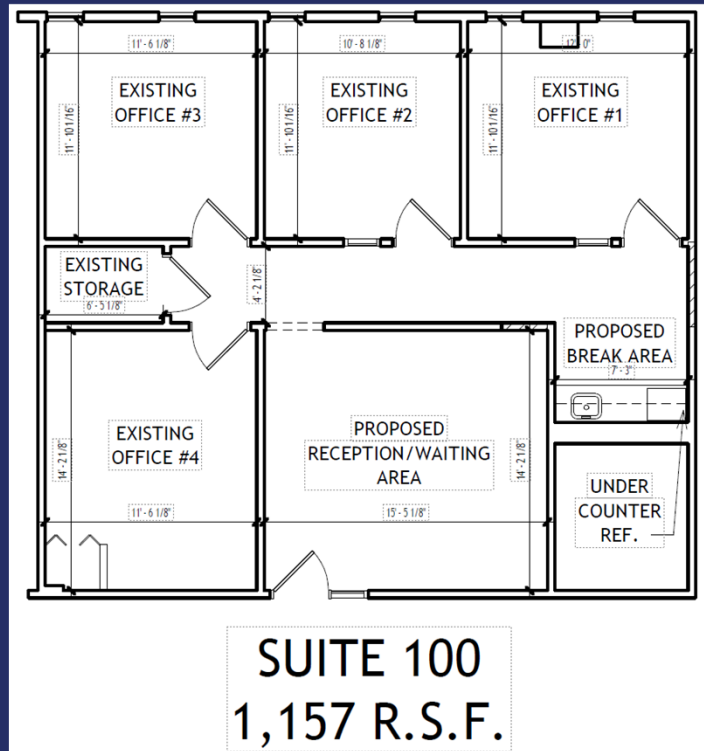 11' - 6 1/8"
10' - 8 1/8"
12' - 0"
EXISTING
OFFICE #3
EXISTING
OFFICE #2
EXISTING
OFFICE #1
11' - 10 1/16"
11' - 10 1/16"
11' - 10 1/16"
EXISTING
STORAGE
6' - 5 1/8"
4' - 2 1/8"
PROPOSED
BREAK AREA
7' - 3"
EXISTING
OFFICE #4
PROPOSED
RECEPTION/WAITING
AREA
14' - 2 1/8"
14' - 2 1/8"
11' - 6 1/8"
15' - 5 1/8"
UNDER
COUNTER
REF.
SUITE 100
1,157 R.S.F.